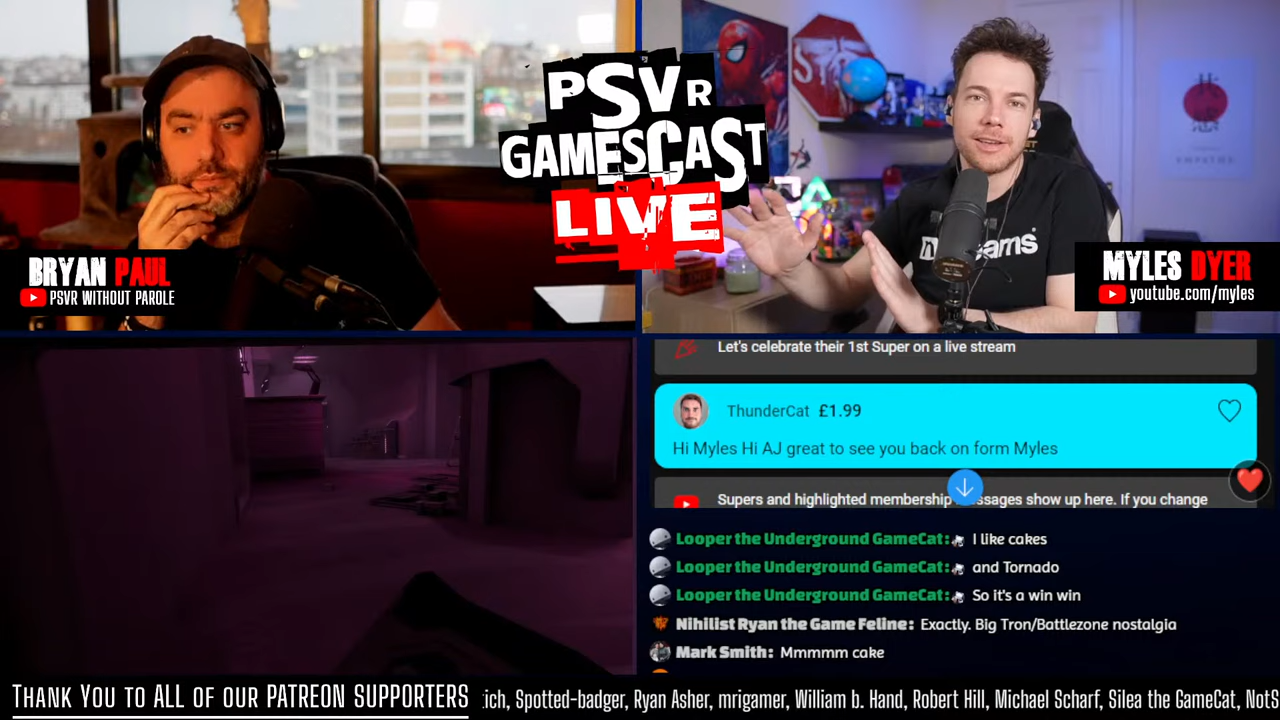 PSVR
GAMESCAST
LIVE
BRYAN PAUL
PSVR WITHOUT PAROLE
MYLES DYER
youtube.com/myles
Let's celebrate their 1st Super on a live stream
ThunderCat £1.99
Hi Myles Hi AJ great to see you back on form Myles
Supers and highlighted membership messages show up here. If you change
Looper the Underground GameCat: I like cakes
Looper the Underground GameCat: and Tornado
Looper the Underground GameCat: So it's a win win
Nihilist Ryan the Game Feline: Exactly. Big Tron/Battlezone nostalgia
Mark Smith: Mmmmm cake
THANK YOU TO ALL OF OUR PATREON SUPPORTERS
ich, Spotted-badger, Ryan Asher, mrigamer, William b. Hand, Robert Hill, Michael Scharf, Silea the GameCat, NotS